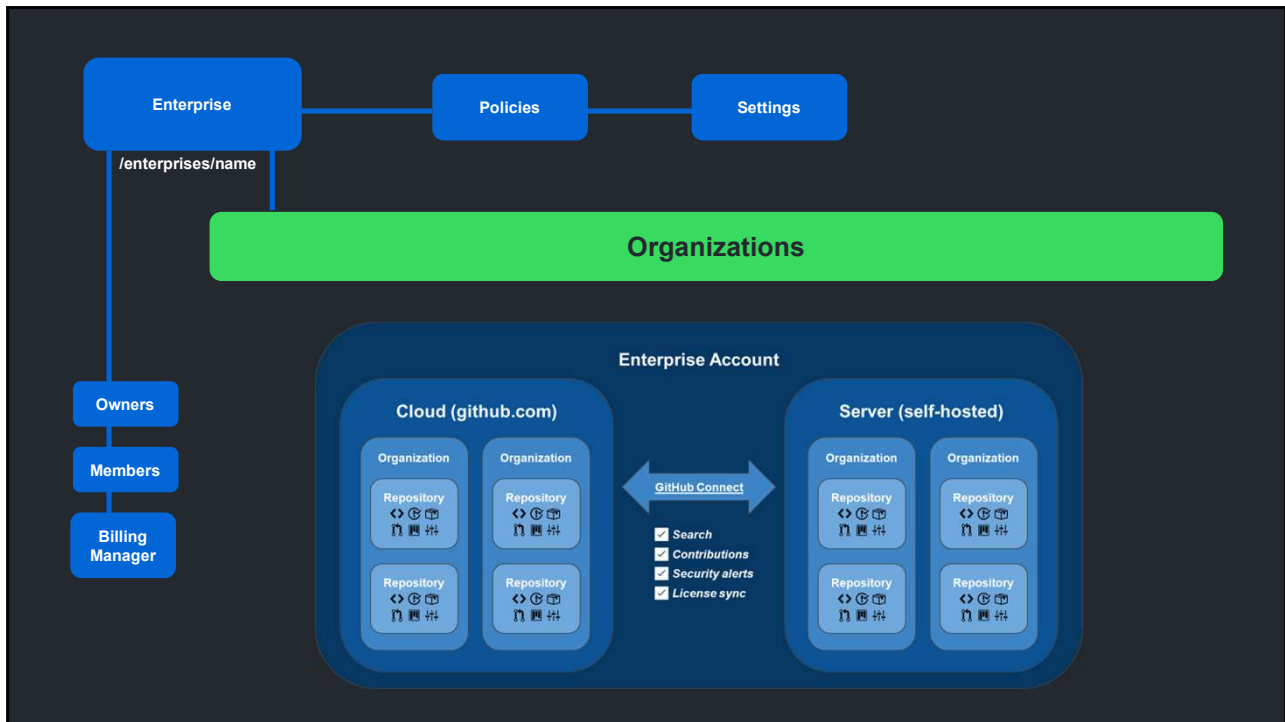 Enterprise
Policies
Settings
/enterprises/name
Organizations
Owners
Members
Billing
Manager
Enterprise Account
Cloud (github.com)
Organization
Repository
Repository
Organization
Repository
Repository
GitHub Connect
Search
Contributions
Security alerts
License sync
Server (self-hosted)
Organization
Repository
Repository
Organization
Repository
Repository